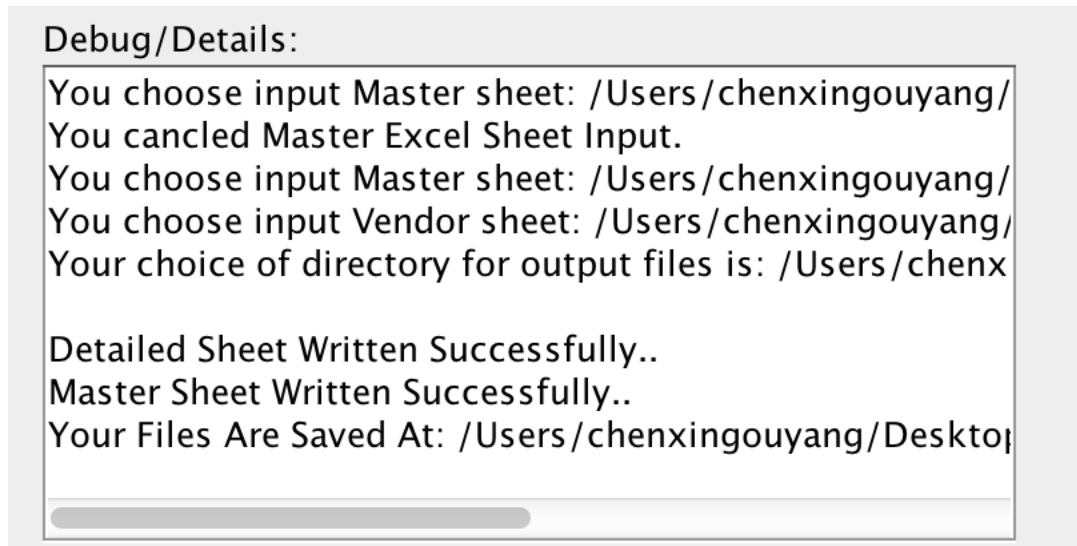 Debug/Details:
You choose input Master sheet: /Users/chenxingouyang/
You cancled Master Excel Sheet Input.
You choose input Master sheet: /Users/chenxingouyang/
You choose input Vendor sheet: /Users/chenxingouyang/
Your choice of directory for output files is: /Users/chenx
Detailed Sheet Written Successfully..
Master Sheet Written Successfully..
Your Files Are Saved At: /Users/chenxingouyang/Desktop